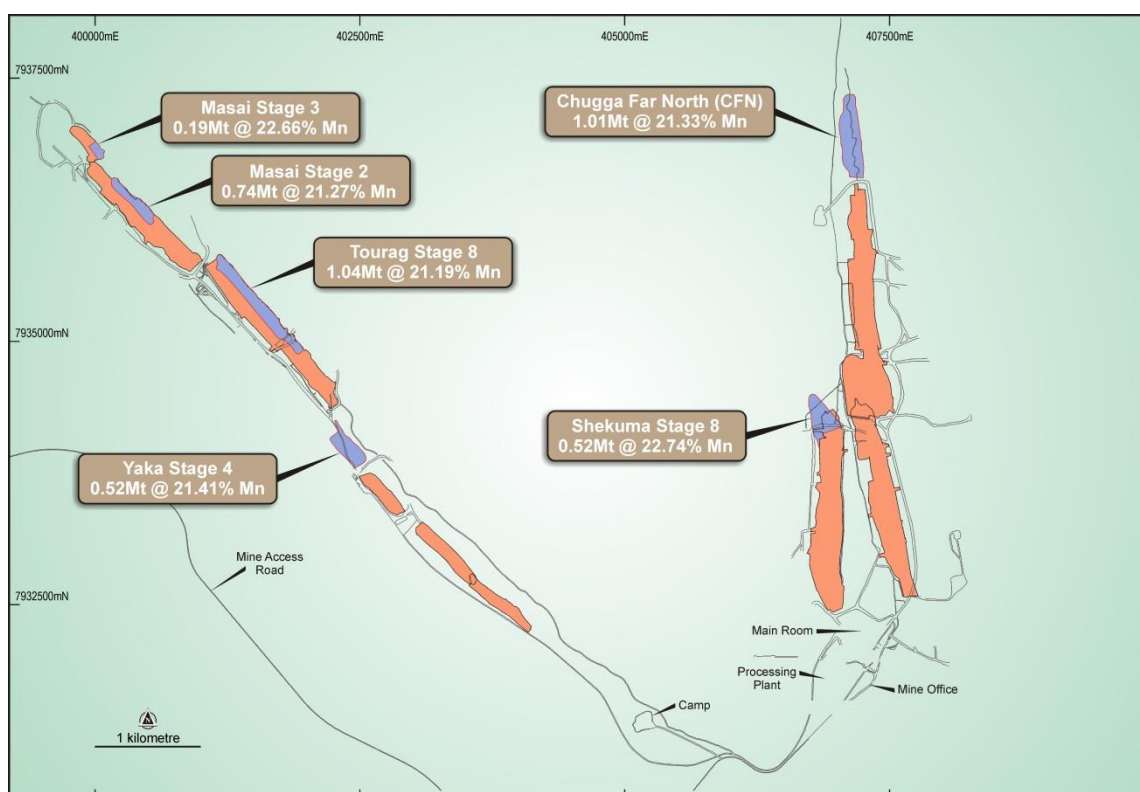 400000mE
402500mE
405000mE
407500mE
7937500mN
Masai Stage 3
0.19Mt @ 22.66% Mn
Chugga Far North (CFN)
1.01Mt @ 21.33% Mn
Masai Stage 2
0.74Mt @ 21.27% Mn
Tourag Stage 8
1.04Mt @ 21.19% Mn
7935000mN
Shekuma Stage 8
0.52Mt @ 22.74% Mn
Yaka Stage 4
0.52Mt @ 21.41% Mn
Mine Access
Road
7932500mN
Main Room
Processing
Plant
Mine Office
Camp
1 kilometre